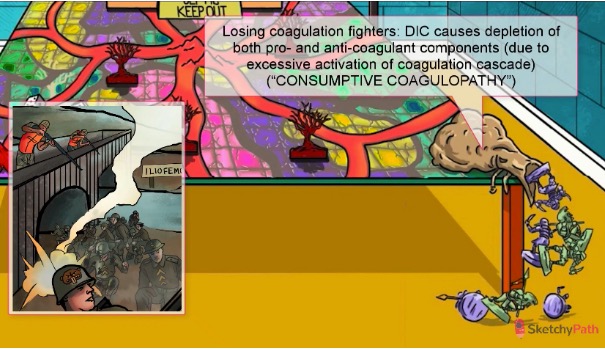 KEEP OUT
Losing coagulation fighters: DIC causes depletion of
both pro- and anti-coagulant components (due to
excessive activation of coagulation cascade)
("CONSUMPTIVE COAGULOPATHY")
ILIOFEMO
SketchyPath